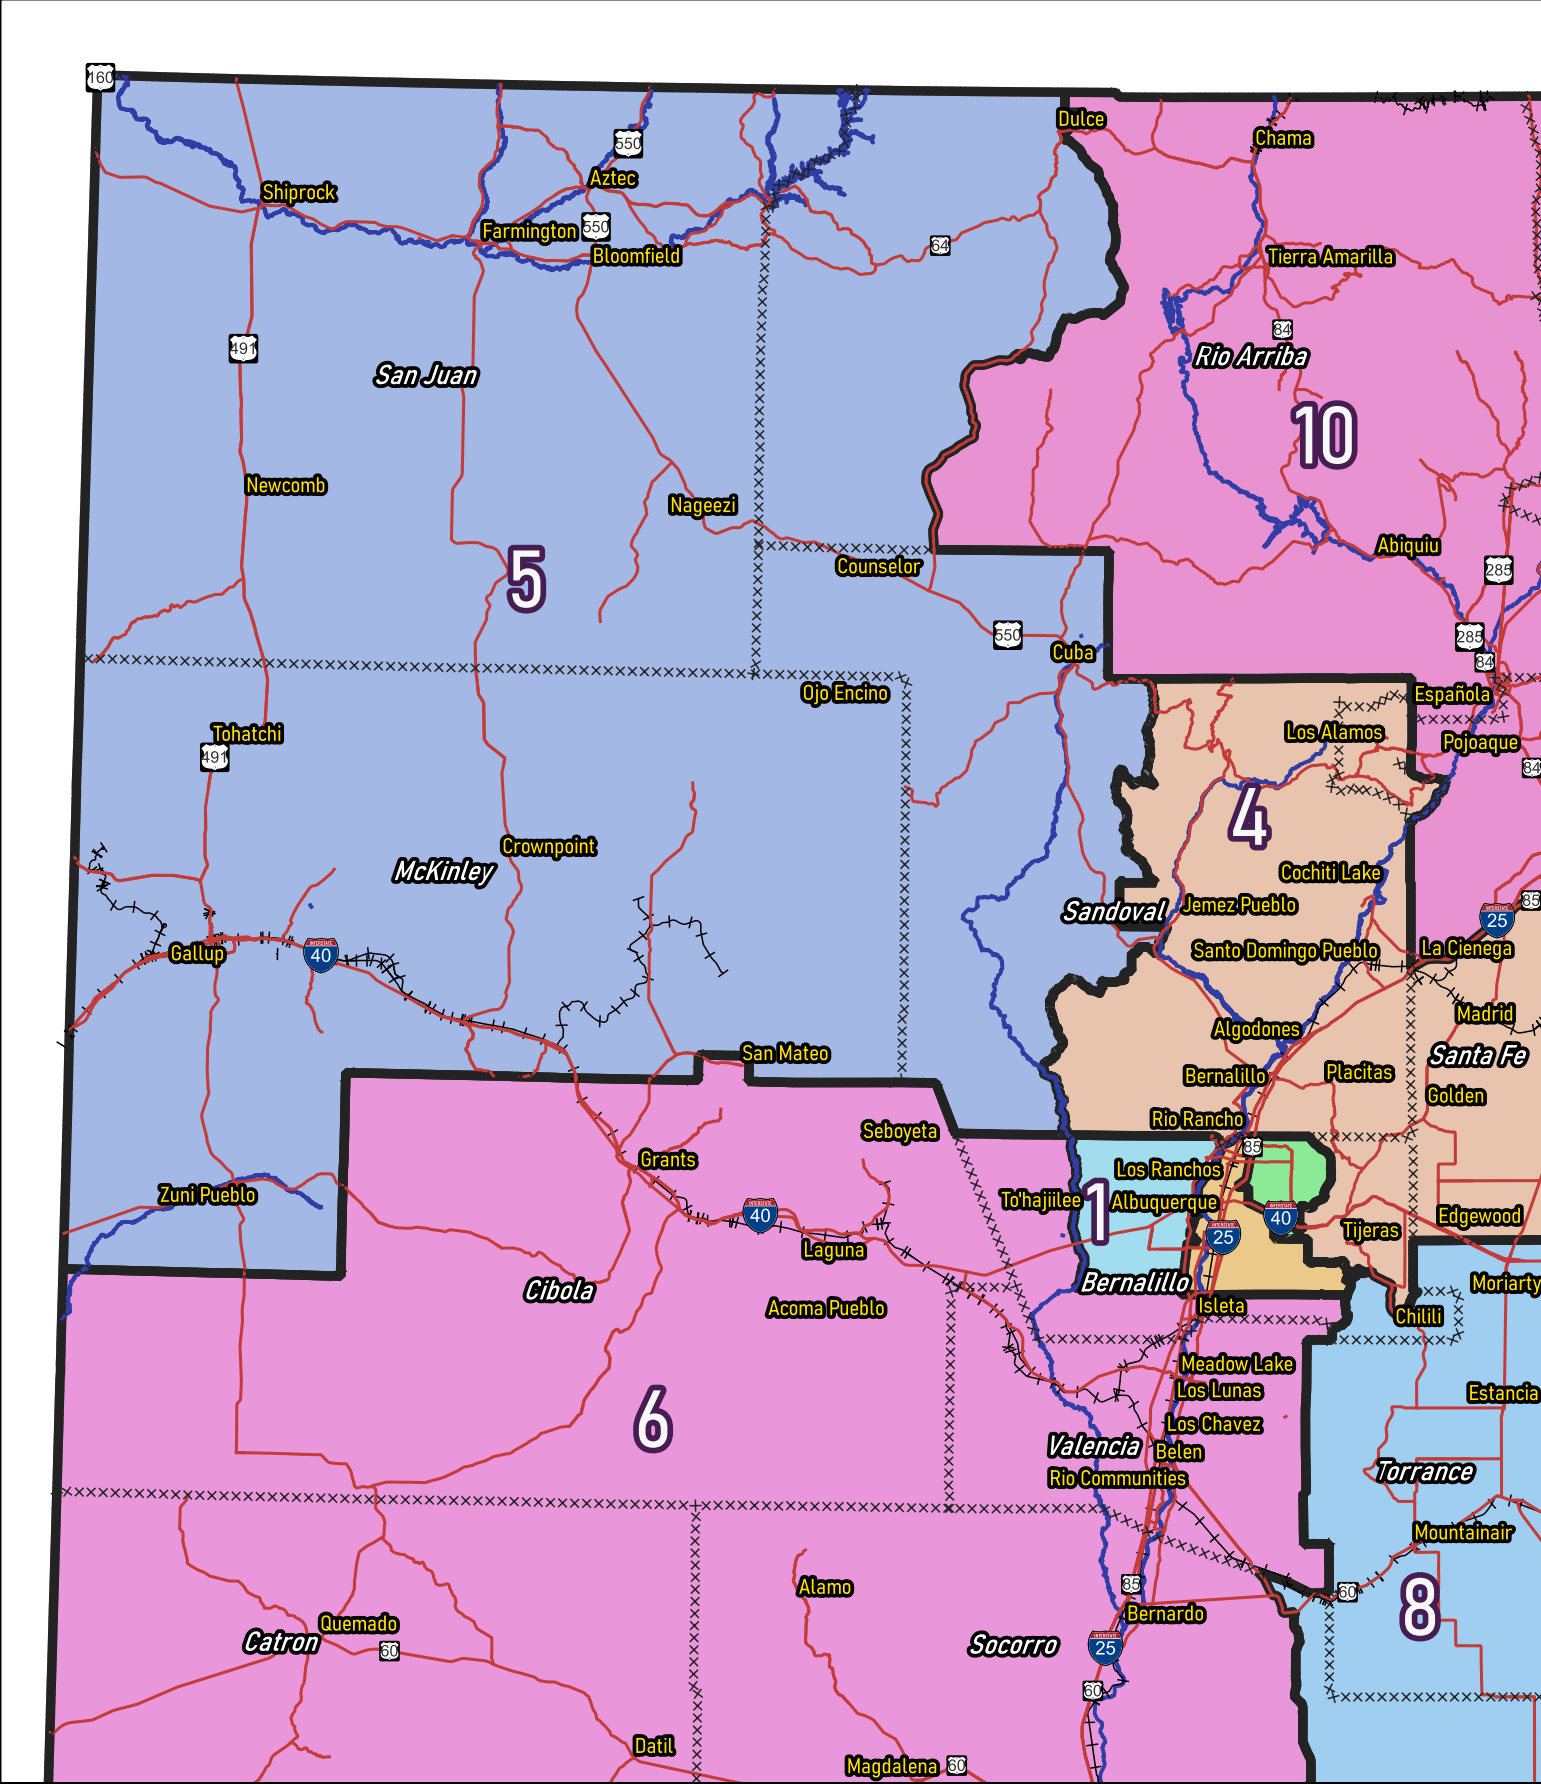 160
Dulce
Chama
550
Aztec
Shiprock
Farmington
550
Bloomfield
64
Tierra Amarilla
84
491
San Juan
Rio Arriba
10
Newcomb
Nageezi
5
Counselor
Abiquiu
285
550
285
Cuba
84
Ojo Encino
Española
Tohatchi
Los Alamos
Pojoaque
491
84
4
Crownpoint
McKinley
Cochiti Lake
85
Sandoval
Jemez Pueblo
INTERSTATE
25
Gallup
INTERSTATE
40
Santo Domingo Pueblo
La Cienega
Madrid
Algodones
San Mateo
Santa Fe
Bernalillo
Placitas
Golden
Rio Rancho
Seboyeta
85
Grants
Los Ranchos
Zuni Pueblo
To'hajiilee
1
Albuquerque
INTERSTATE
40
INTERSTATE
40
Edgewood
INTERSTATE
25
Tijeras
Laguna
Cibola
Bernalillo
Moriarty
Acoma Pueblo
Isleta
Chilili
Meadow Lake
Los Lunas
Estancia
6
Los Chavez
Valencia
Belen
Rio Communities
Torrance
Mountainair
Alamo
85
60
8
Quemado
Bernardo
Catron
60
Socorro
INTERSTATE
25
60
Datil
Magdalena
60